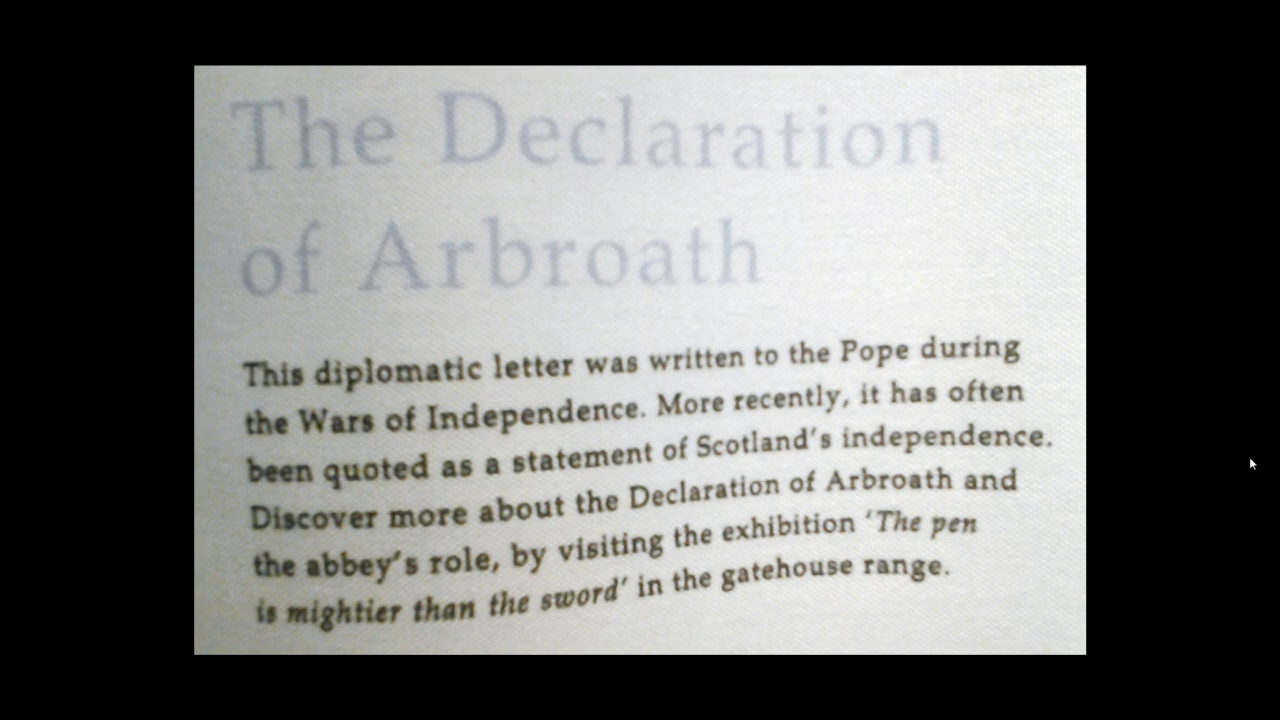 The Declaration
of Arbroath
This diplomatic letter was written to the Pope during
the Wars of Independence. More recently, it has often
been quoted as a statement of Scotland's independence.
Discover more about the Declaration of Arbroath and
the abbey's role, by visiting the exhibition ‘The pen
is mightier than the sword’ in the gatehouse range.